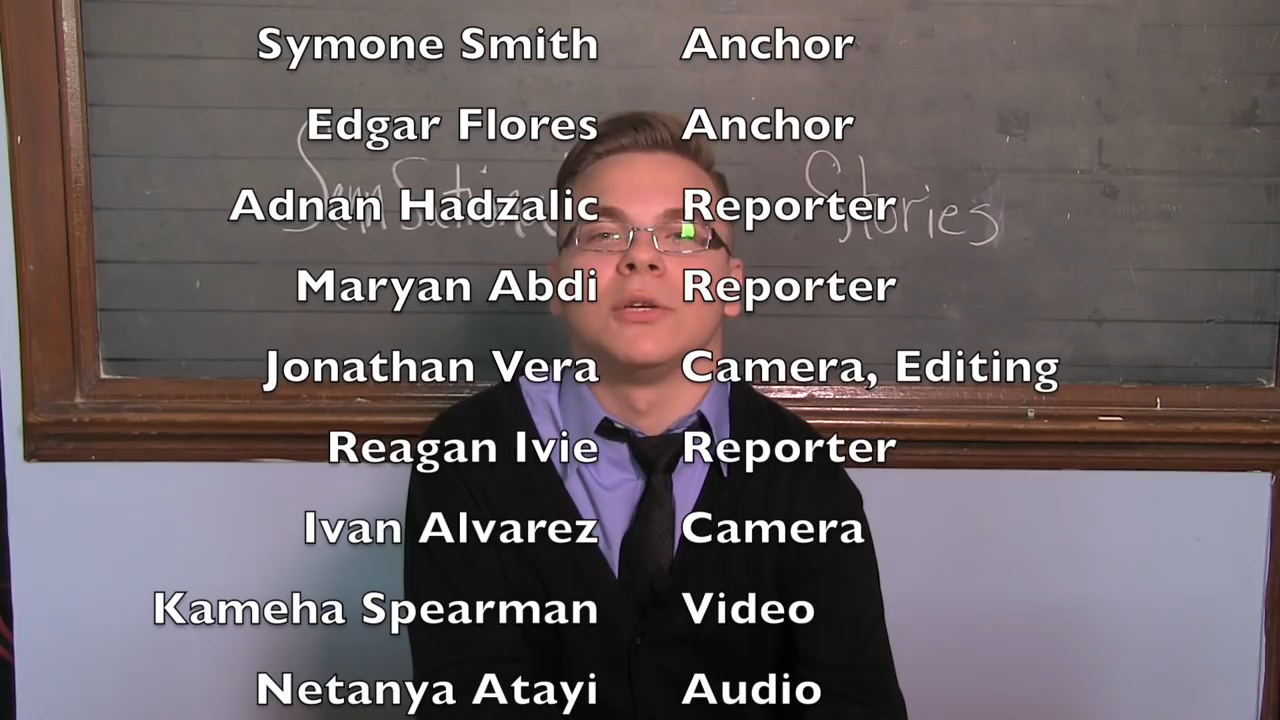 Symone Smith Anchor
Edgar Flores Anchor
Adnan Hadzalic Reporter
Maryan Abdi Reporter
Jonathan Vera Camera, Editing
Reagan Ivie Reporter
Ivan Alvarez Camera
Kameha Spearman Video
Netanya Atayi Audio
Stories